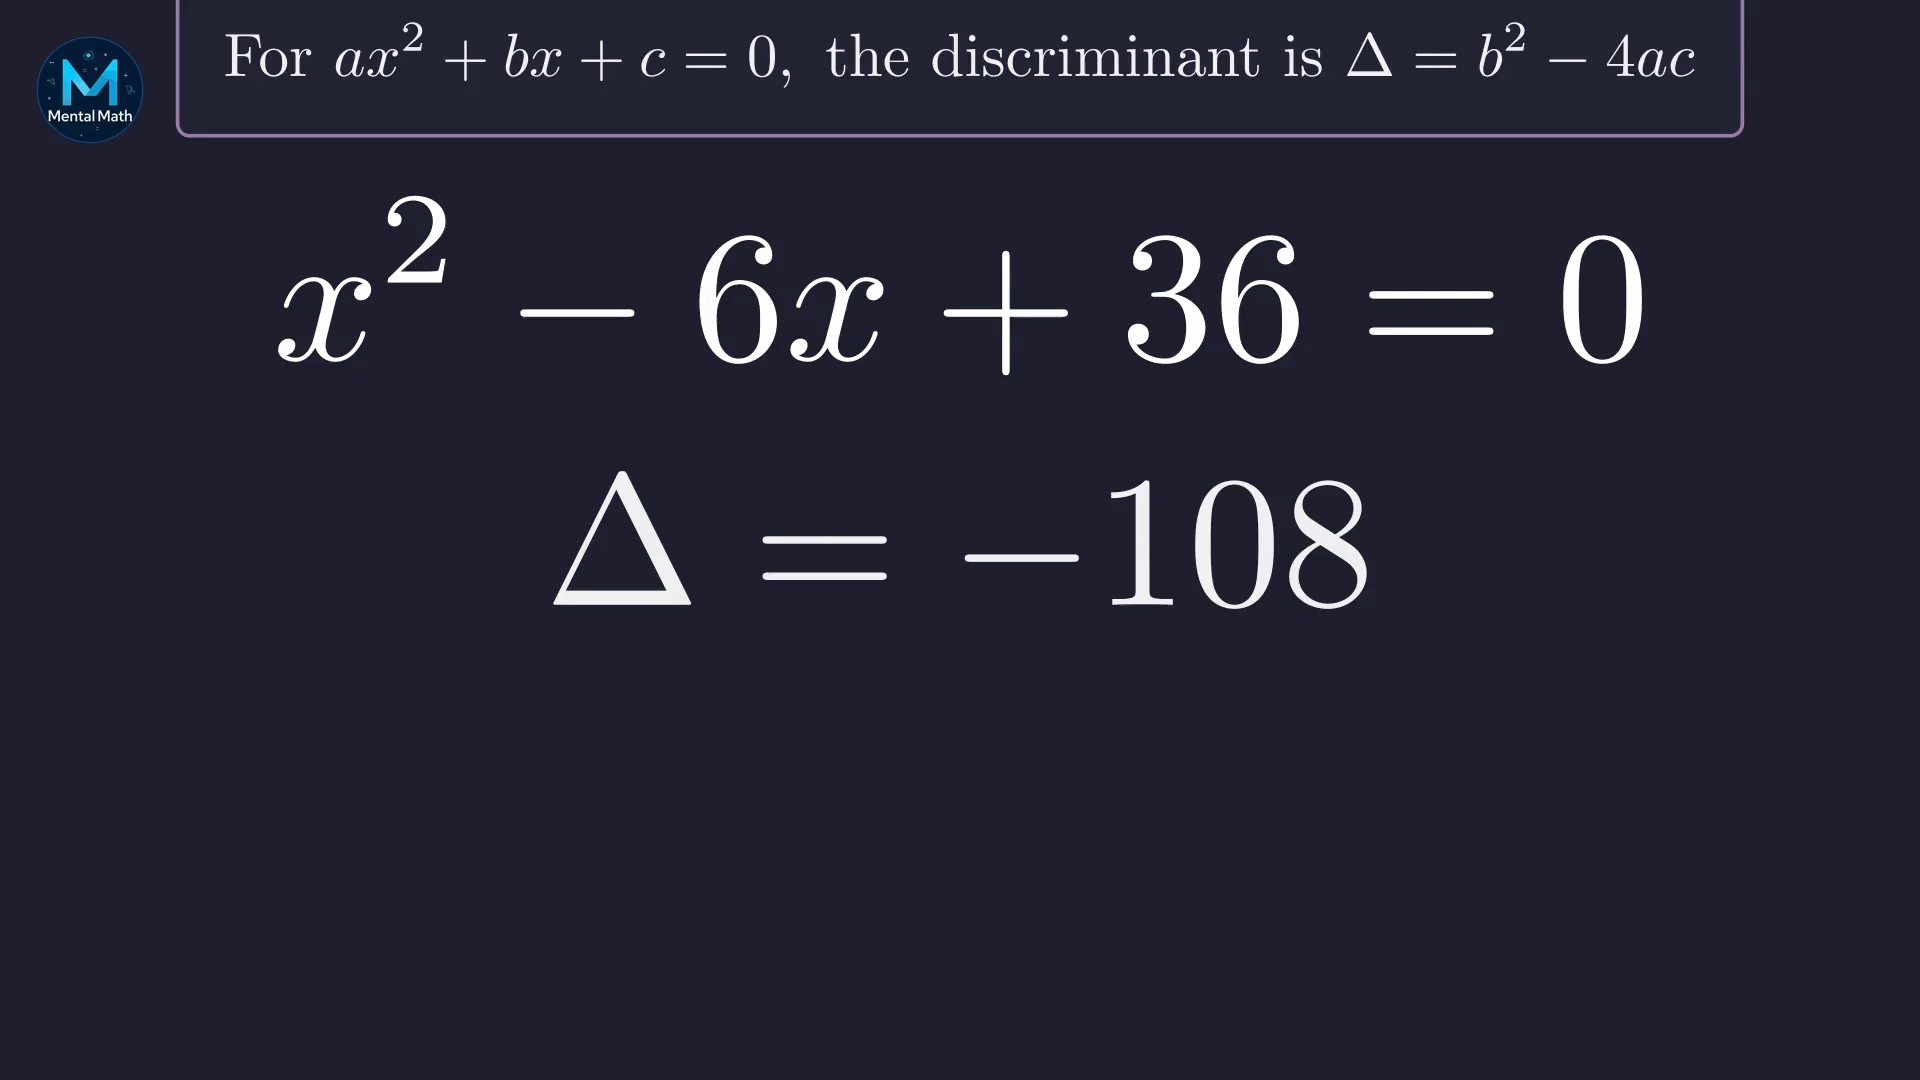 For ax² + bx + c = 0, the discriminant is Δ = b² − 4ac
Mental Math
x² − 6x + 36 = 0
Δ = −108